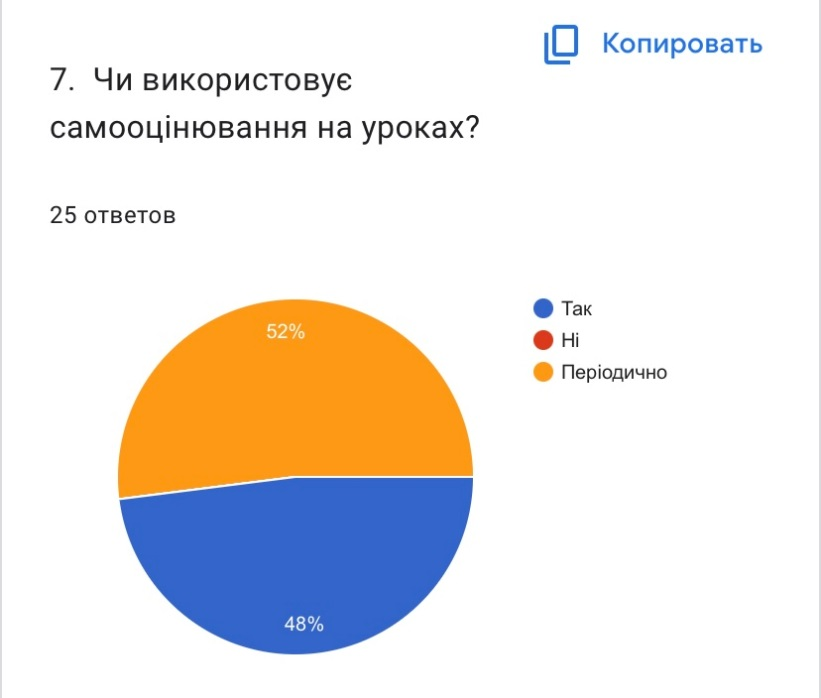 Копировать
7. Чи використовує
самооцінювання на уроках?
25 ответов
Так
Ні
Періодично
52%
48%